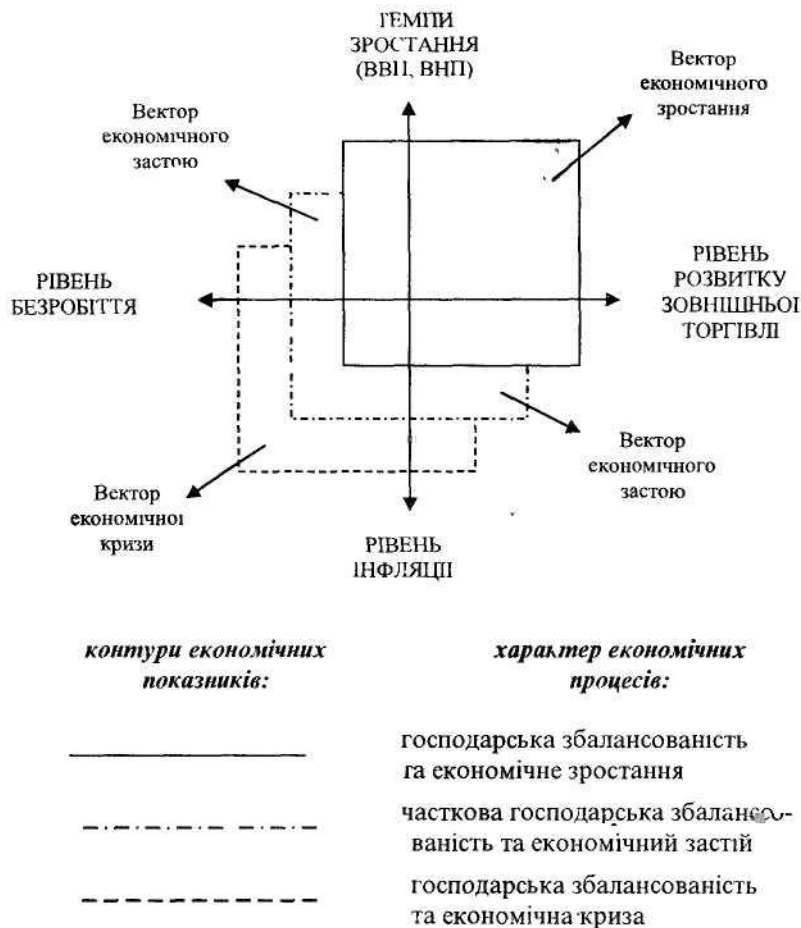 ТЕМПИ
ЗРОСТАННЯ
(ВВП, ВНП)
Вектор
економічного
зростання
Вектор
економічного
застою
РІВЕНЬ
БЕЗРОБІТТЯ
РІВЕНЬ
РОЗВИТКУ
ЗОВНІШНЬОЇ
ТОРГІВЛІ
Вектор
економічної
кризи
Вектор
економічного
застою
РІВЕНЬ
ІНФЛЯЦІЇ
контури економічних
показників:
характер економічних
процесів:
господарська збалансованість
та економічне зростання
часткова господарська збалансо-
ваність та економічний застій
господарська збалансованість
та економічна криза